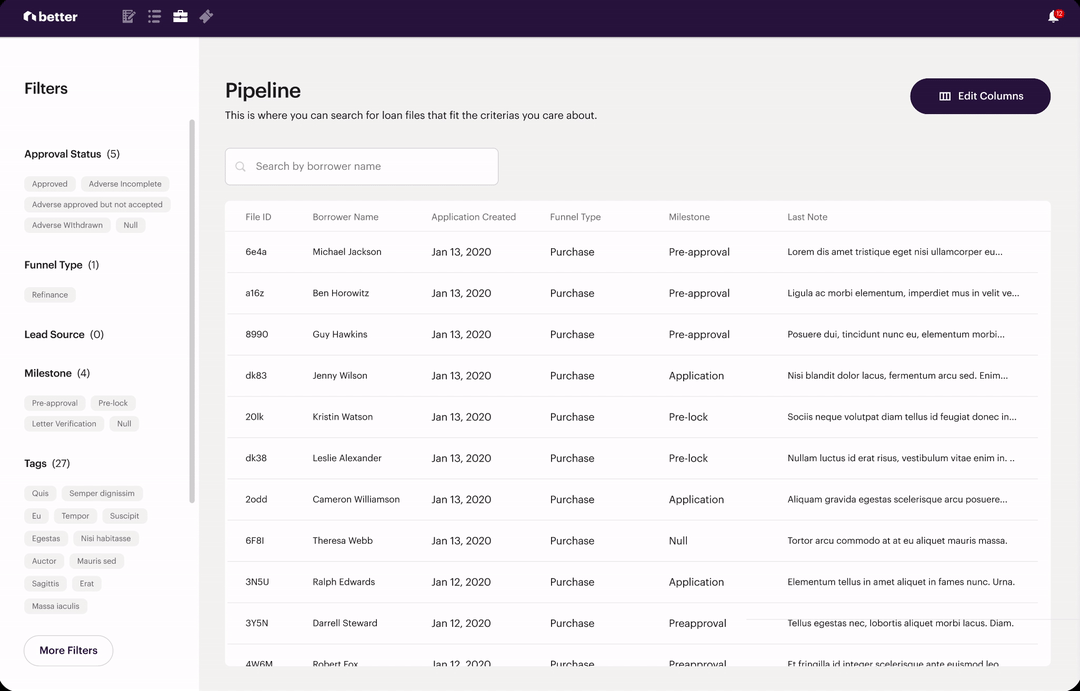 better
12
Filters
Approval Status (5)
Approved Adverse Incomplete
Adverse approved but not accepted
Adverse WIthdrawn Null
Funnel Type (1)
Refinance
Lead Source (0)
Milestone (4)
Pre-approval Pre-lock
Letter Verification Null
Tags (27)
Quis Semper dignissim
Eu Tempor Suscipit
Egestas Nisi habitasse
Auctor Mauris sed
Sagittis Erat
Massa iaculis
More Filters
Pipeline
This is where you can search for loan files that fit the criterias you care about.
Edit Columns
Search by borrower name
File ID Borrower Name Application Created Funnel Type Milestone Last Note
6e4a Michael Jackson Jan 13, 2020 Purchase Pre-approval Lorem dis amet tristique eget nisi ullamcorper eu...
a16z Ben Horowitz Jan 13, 2020 Purchase Pre-approval Ligula ac morbi elementum, imperdiet mus in velit ve...
8990 Guy Hawkins Jan 13, 2020 Purchase Pre-approval Posuere dui, tincidunt nunc eu, elementum morbi...
dk83 Jenny Wilson Jan 13, 2020 Purchase Application Nisi blandit dolor lacus, fermentum arcu sed. Enim...
20lk Kristin Watson Jan 13, 2020 Purchase Pre-lock Sociis neque volutpat diam tellus id feugiat donec in...
dk38 Leslie Alexander Jan 13, 2020 Purchase Pre-lock Nullam luctus id erat risus, vestibulum vitae enim in. ..
2odd Cameron Williamson Jan 13, 2020 Purchase Application Aliquam gravida egestas scelerisque arcu posuere...
6F8I Theresa Webb Jan 13, 2020 Purchase Null Tortor arcu commodo at at eu aliquet mauris massa.
3N5U Ralph Edwards Jan 12, 2020 Purchase Application Elementum tellus in amet aliquet in fames nunc. Urna.
3Y5N Darrell Steward Jan 12, 2020 Purchase Preapproval Tellus egestas nec, lobortis aliquet morbi lacus. Diam.
4W6M Robert Fox Jan 12, 2020 Purchase Preapproval Et fringilla id integer scelerisque ante euismod leo